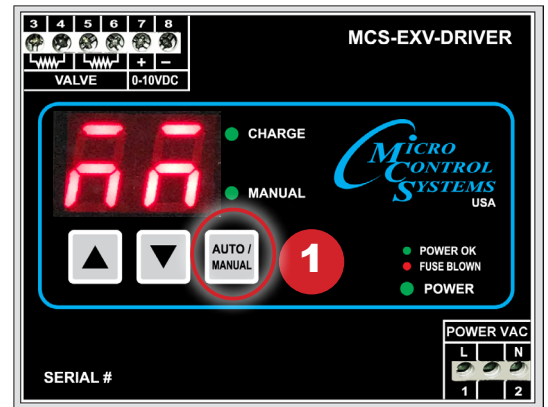 3 4 5 6 7 8
MCS-EXV-DRIVER
+ −
VALVE 0-10VDC
CHARGE
MICRO
CONTROL
SYSTEMS
USA
MANUAL
AUTO /
MANUAL
1
POWER OK
FUSE BLOWN
POWER
POWER VAC
L N
SERIAL #
1 2